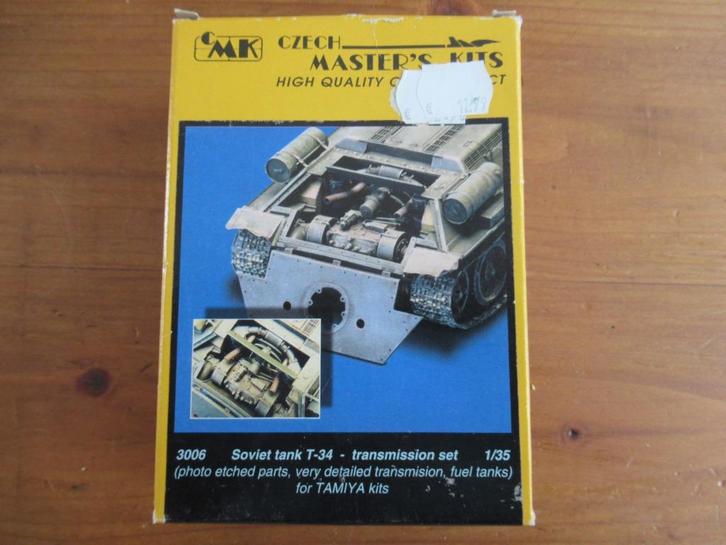 CMK
CZECH
MASTER'S KITS
HIGH QUALITY
3006 Soviet tank T-34 - transmission set 1/35
(photo etched parts, very detailed transmision, fuel tanks)
for TAMIYA kits